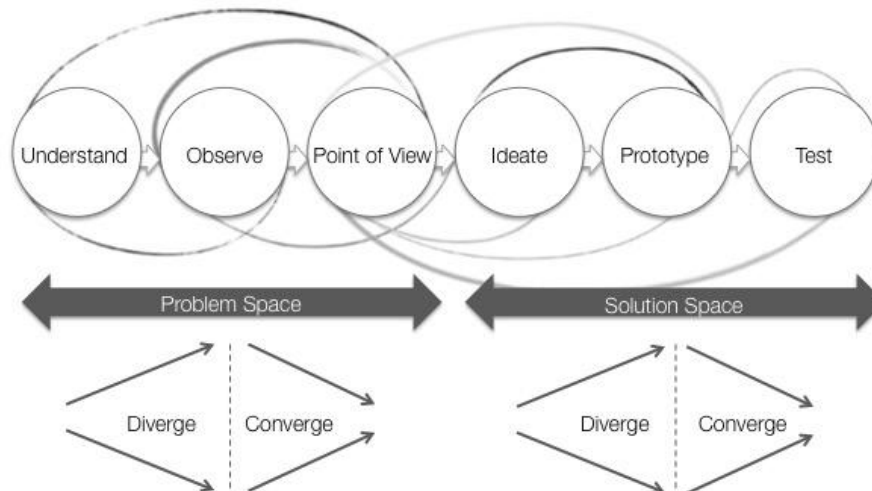 Understand
Observe
Point of View
Ideate
Prototype
Test
Problem Space
Solution Space
Diverge
Converge
Diverge
Converge